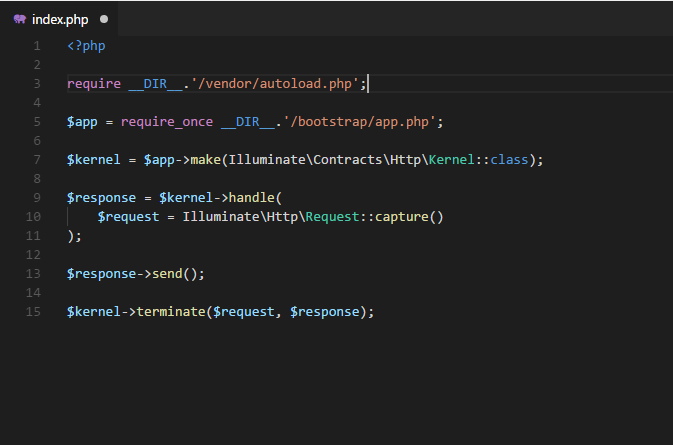 index.php
1 <?php
2
3 require __DIR__.'/vendor/autoload.php';
4
5 $app = require_once __DIR__.'/bootstrap/app.php';
6
7 $kernel = $app->make(Illuminate\Contracts\Http\Kernel::class);
8
9 $response = $kernel->handle(
10     $request = Illuminate\Http\Request::capture()
11 );
12
13 $response->send();
14
15 $kernel->terminate($request, $response);